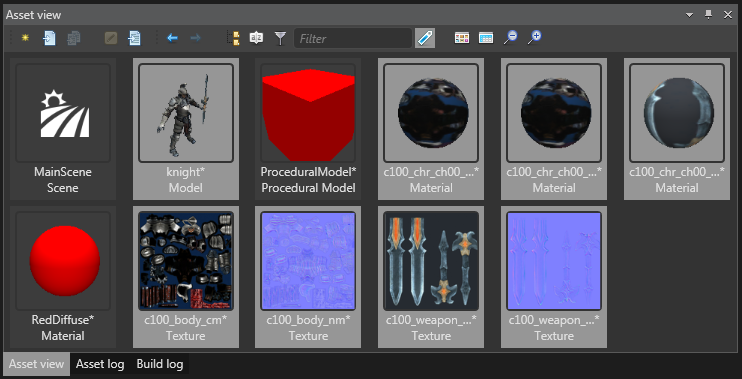 Asset view
Filter
MainScene
Scene
knight*
Model
ProceduralModel*
Procedural Model
c100_chr_ch00_...*
Material
c100_chr_ch00_...*
Material
c100_chr_ch00_...*
Material
RedDiffuse*
Material
c100_body_cm*
Texture
c100_body_nm*
Texture
c100_weapon_...*
Texture
c100_weapon_...*
Texture
Asset view Asset log Build log